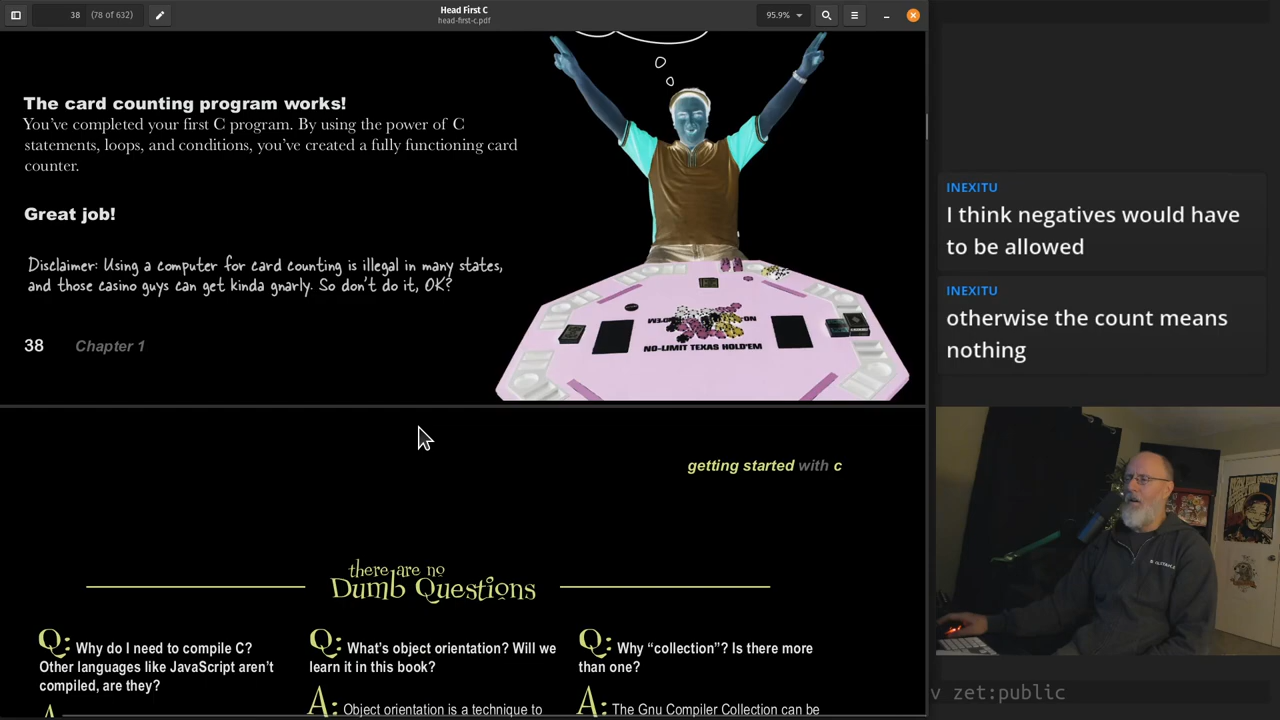 38
(78 of 632)
Head First C
head-first-c.pdf
95.9%
The card counting program works!
You've completed your first C program. By using the power of C
statements, loops, and conditions, you've created a fully functioning card
counter.
Great job!
Disclaimer: Using a computer for card counting is illegal in many states,
and those casino guys can get kinda gnarly. So don't do it, OK?
NO-LIMIT TEXAS HOLD'EM
38 Chapter 1
getting started with c
there are no
Dumb Questions
Q: Why do I need to compile C?
Other languages like JavaScript aren't
compiled, are they?
Q: What's object orientation? Will we
learn it in this book?
A: Object orientation is a technique to
Q: Why "collection"? Is there more
than one?
A: The Gnu Compiler Collection can be
INEXITU
I think negatives would have
to be allowed
INEXITU
otherwise the count means
nothing
v zet:public